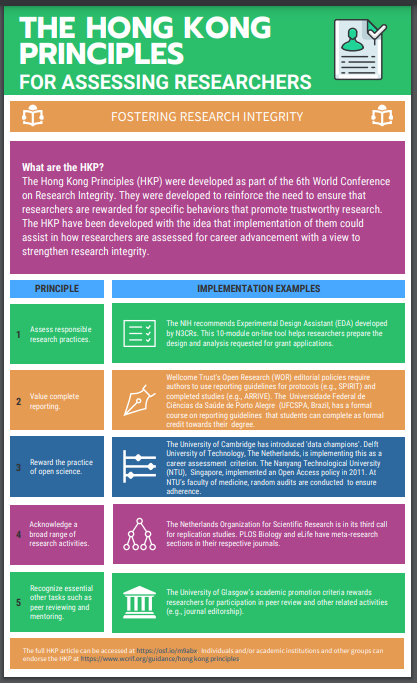 THE HONG KONG
PRINCIPLES
FOR ASSESSING RESEARCHERS
FOSTERING RESEARCH INTEGRITY
What are the HKP?
The Hong Kong Principles (HKP) were developed as part of the 6th World Conference
on Research Integrity. They were developed to reinforce the need to ensure that
researchers are rewarded for specific behaviors that promote trustworthy research.
The HKP have been developed with the idea that implementation of them could
assist in how researchers are assessed for career advancement with a view to
strengthen research integrity.
PRINCIPLE
IMPLEMENTATION EXAMPLES
1
Assess responsible
research practices.
The NIH recommends Experimental Design Assistant (EDA) developed
by N3CRs. This 10-module on-line tool helps researchers prepare the
design and analysis requested for grant applications.
2
Value complete
reporting.
Wellcome Trust's Open Research (WOR) editorial policies require
authors to use reporting guidelines for protocols (e.g., SPIRIT) and
completed studies (e.g., ARRIVE). The Universidade Federal de
Ciências da Saúde de Porto Alegre (UFCSPA, Brazil, has a formal
course on reporting guidelines that students can complete as formal
credit towards their degree.
3
Reward the practice
of open science.
The University of Cambridge has introduced 'data champions'. Delft
University of Technology, The Netherlands, is implementing this as a
career assessment criterion. The Nanyang Technological University
(NTU), Singapore, implemented an Open Access policy in 2011. At
NTU's faculty of medicine, random audits are conducted to ensure
adherence.
4
Acknowledge a
broad range of
research activities.
The Netherlands Organization for Scientific Research is in its third call
for replication studies. PLOS Biology and eLife have meta-research
sections in their respective journals.
5
Recognize essential
other tasks such as
peer reviewing and
mentoring.
The University of Glasgow's academic promotion criteria rewards
researchers for participation in peer review and other related activities
(e.g., journal editorship).
The full HKP article can be accessed at https://osf.io/m9abx. Individuals and/or academic institutions and other groups can
endorse the HKP at https://www.wcrif.org/guidance/hong-kong-principles